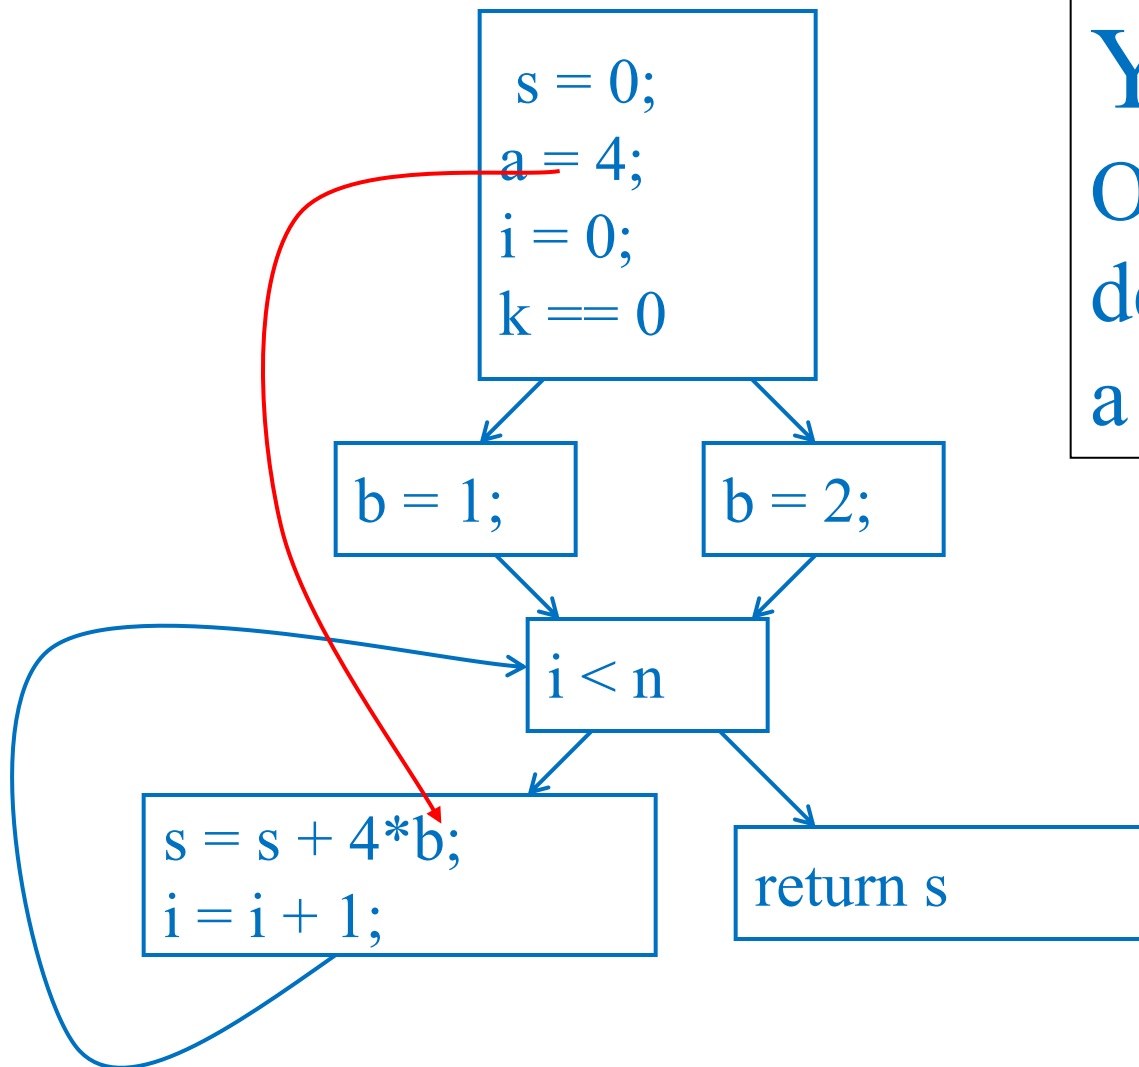 s = 0;
a = 4;
i = 0;
k == 0
b = 1;
b = 2;
i < n
s = s + 4*b;
i = i + 1;
return s
a